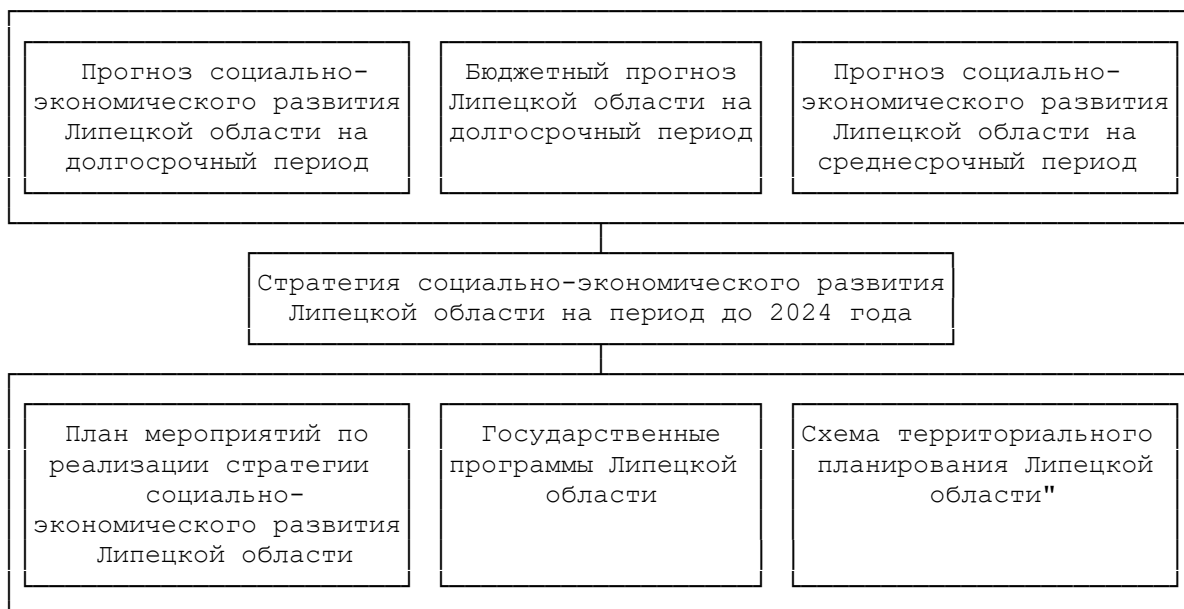 Прогноз социально-
экономического развития
Липецкой области на
долгосрочный период
Бюджетный прогноз
Липецкой области на
долгосрочный период
Прогноз социально-
экономического развития
Липецкой области на
среднесрочный период
Стратегия социально-экономического развития
Липецкой области на период до 2024 года
План мероприятий по
реализации стратегии
социально-
экономического развития
Липецкой области
Государственные
программы Липецкой
области
Схема территориального
планирования Липецкой
области"